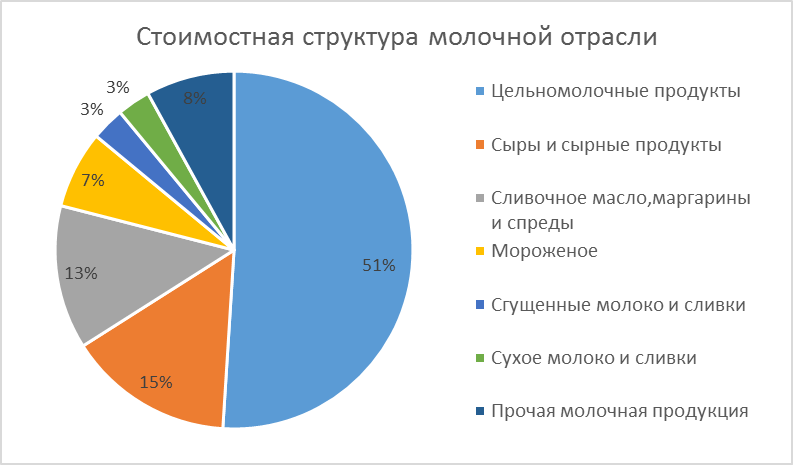 Стоимостная структура молочной отрасли
3%
3%
8%
7%
13%
15%
51%
Цельномолочные продукты
Сыры и сырные продукты
Сливочное масло,маргарины
и спреды
Мороженое
Сгущенные молоко и сливки
Сухое молоко и сливки
Прочая молочная продукция